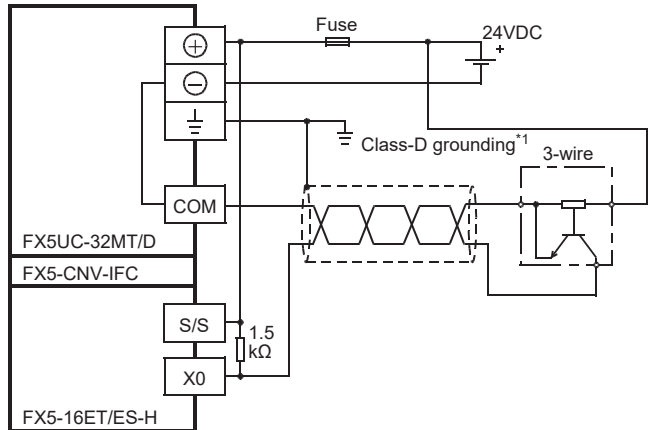 Fuse
24VDC
+
Class-D grounding*1
3-wire
COM
FX5UC-32MT/D
FX5-CNV-IFC
S/S
1.5
kΩ
X0
FX5-16ET/ES-H